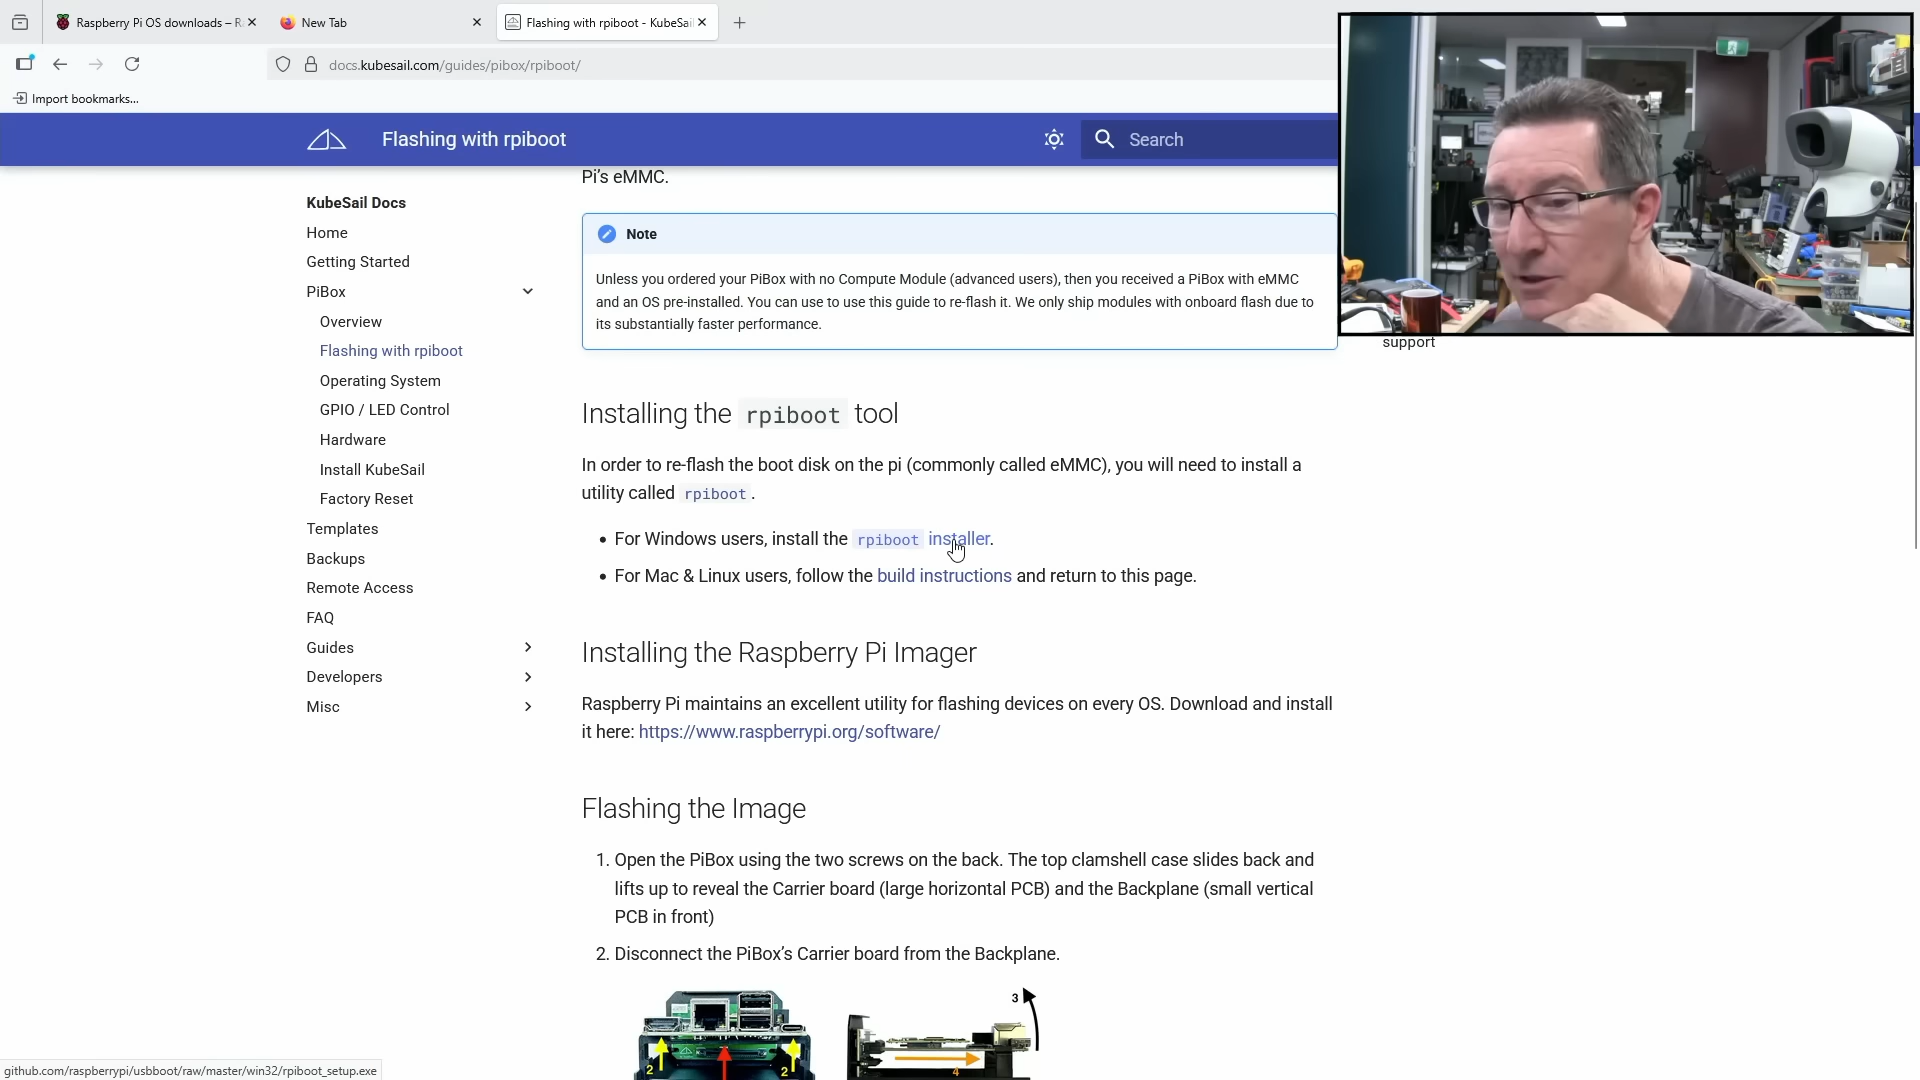 Raspberry Pi OS downloads – R
New Tab
Flashing with rpiboot - KubeSai
docs.kubesail.com/guides/pibox/rpiboot/
Import bookmarks...
Flashing with rpiboot
Search
KubeSail Docs
Home
Getting Started
PiBox
Overview
Flashing with rpiboot
Operating System
GPIO / LED Control
Hardware
Install KubeSail
Factory Reset
Templates
Backups
Remote Access
FAQ
Guides
Developers
Misc
Pi’s eMMC.
Note
Unless you ordered your PiBox with no Compute Module (advanced users), then you received a PiBox with eMMC
and an OS pre-installed. You can use to use this guide to re-flash it. We only ship modules with onboard flash due to
its substantially faster performance.
support
Installing the rpiboot tool
In order to re-flash the boot disk on the pi (commonly called eMMC), you will need to install a
utility called rpiboot.
• For Windows users, install the rpiboot installer.
• For Mac & Linux users, follow the build instructions and return to this page.
Installing the Raspberry Pi Imager
Raspberry Pi maintains an excellent utility for flashing devices on every OS. Download and install
it here: https://www.raspberrypi.org/software/
Flashing the Image
1. Open the PiBox using the two screws on the back. The top clamshell case slides back and
lifts up to reveal the Carrier board (large horizontal PCB) and the Backplane (small vertical
PCB in front)
2. Disconnect the PiBox’s Carrier board from the Backplane.
3
2 2 4
github.com/raspberrypi/usbboot/raw/master/win32/rpiboot_setup.exe